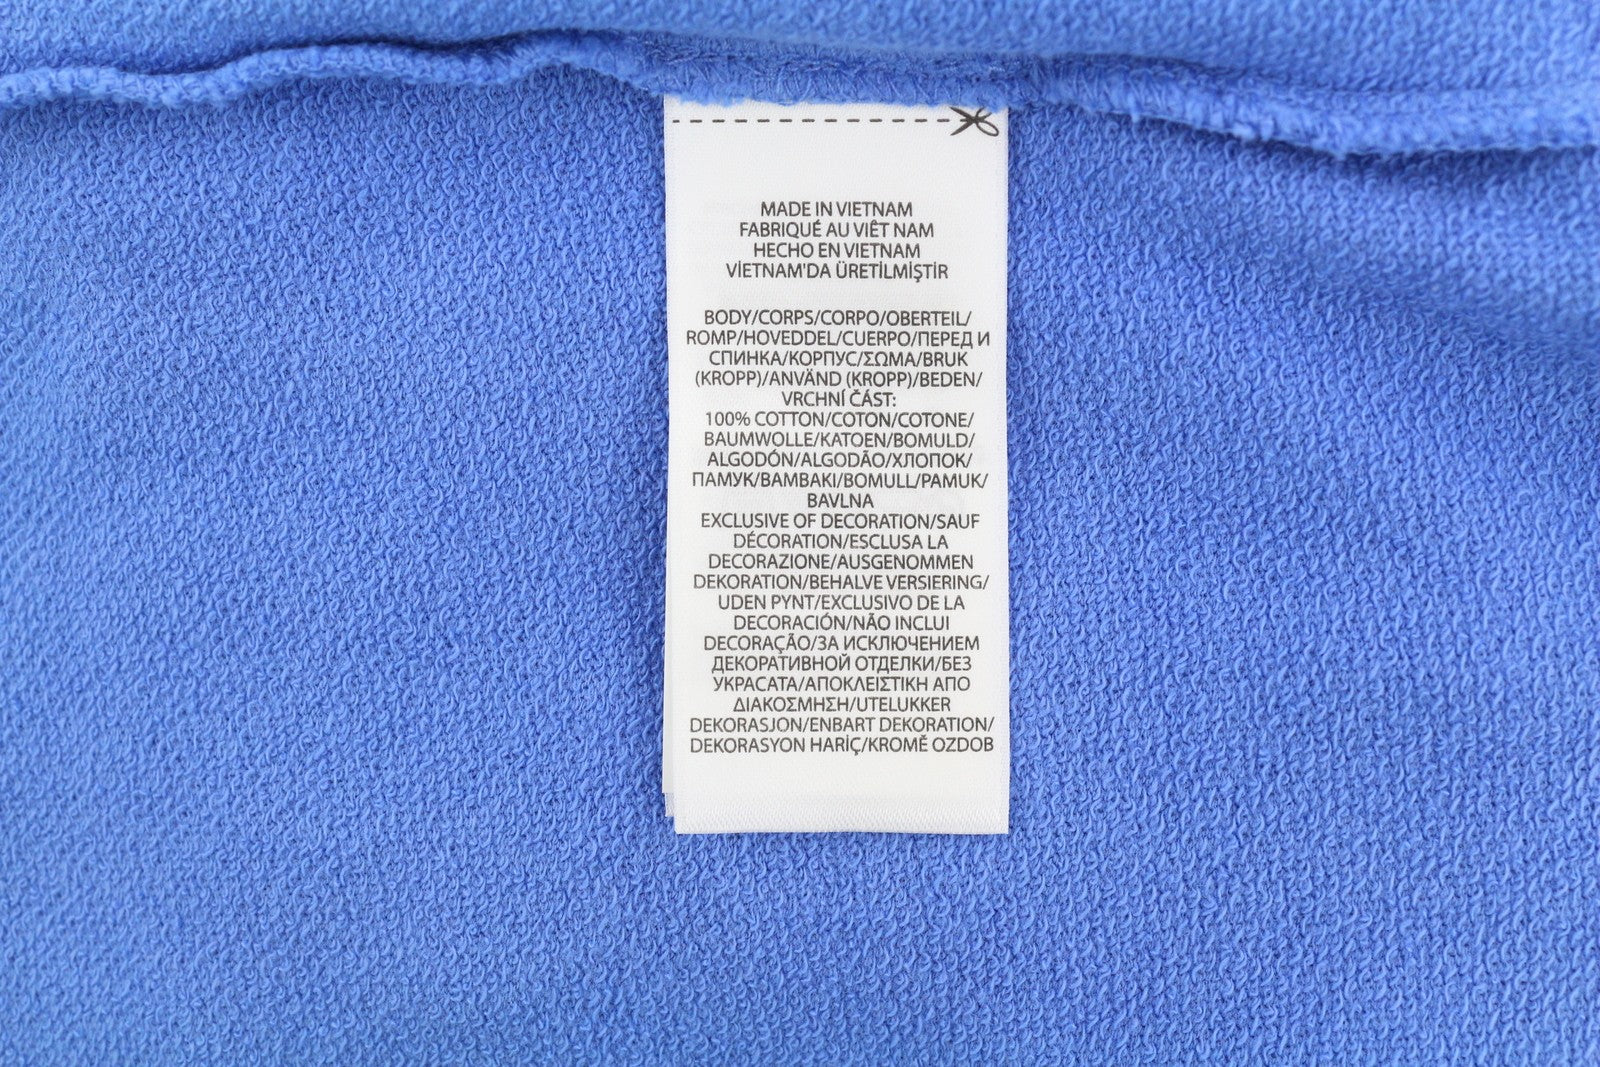 MADE IN VIETNAM
FABRIQUÉ AU VIÊT NAM
HECHO EN VIETNAM
VİETNAM'DA ÜRETİLMİŞTİR
BODY/CORPS/CORPO/OBERTEIL/
ROMP/HOVEDDEL/CUERPO/ПЕРЕД И
СПИНКА/КОРПУС/ΣΩΜΑ/BRUK
(KROPP)/ANVÄND (KROPP)/BEDEN/
VRCHNÍ ČÁST:
100% COTTON/COTON/COTONE/
BAUMWOLLE/KATOEN/BOMULD/
ALGODÓN/ALGODÃO/ХЛОПОК/
ПАМУК/BAMBAKI/BOMULL/PAMUK/
BAVLNA
EXCLUSIVE OF DECORATION/SAUF
DÉCORATION/ESCLUSA LA
DECORAZIONE/AUSGENOMMEN
DEKORATION/BEHALVE VERSIERING/
UDEN PYNT/EXCLUSIVO DE LA
DECORACIÓN/NÃO INCLUI
DECORAÇÃO/ЗА ИСКЛЮЧЕНИЕМ
ДЕКОРАТИВНОЙ ОТДЕЛКИ/БЕЗ
УКРАСАТА/ΑΠΟΚΛΕΙΣΤΙΚΗ ΑΠΟ
ΔΙΑΚΟΣΜΗΣΗ/UTELUKKER
DEKORASJON/ENBART DEKORATION/
DEKORASYON HARİÇ/KROMĚ OZDOB